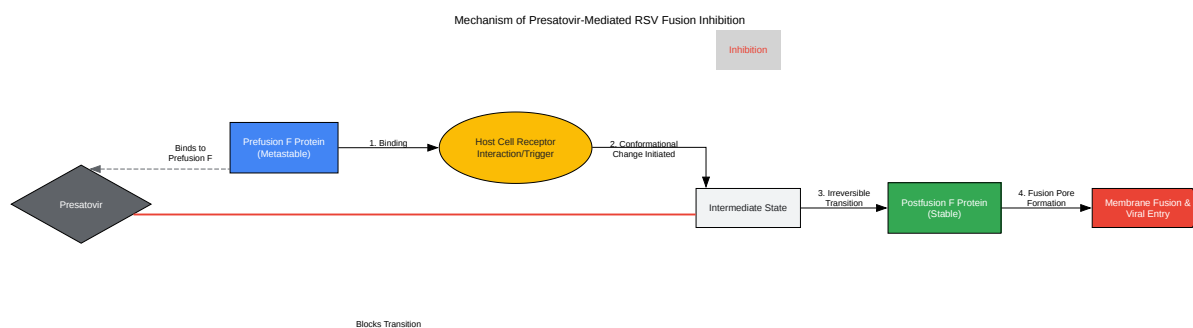 Mechanism of Presatovir-Mediated RSV Fusion Inhibition
Inhibition
Prefusion F Protein
(Metastable)
1. Binding
Host Cell Receptor
Interaction/Trigger
2. Conformational
Change Initiated
Binds to
Prefusion F
Presatovir
Intermediate State
3. Irreversible
Transition
Postfusion F Protein
(Stable)
4. Fusion Pore
Formation
Membrane Fusion &
Viral Entry
Blocks Transition